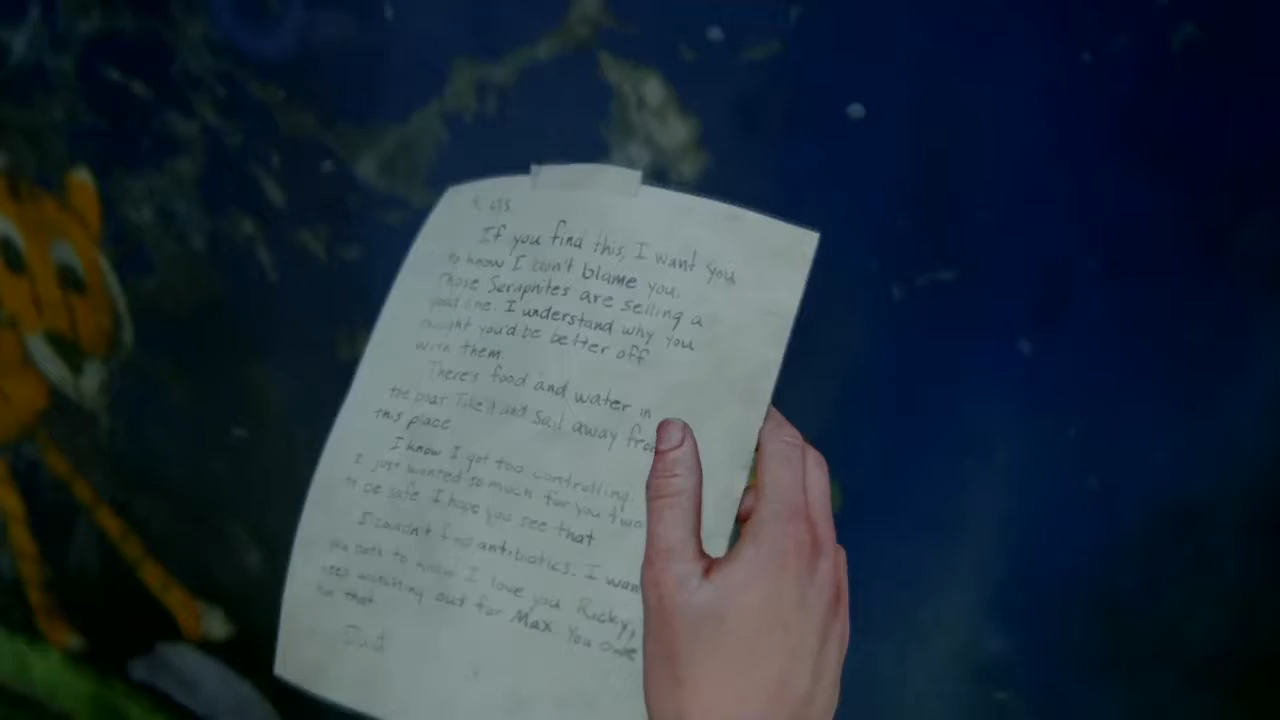 If you find this, I want you
to know I don't blame you.
Those Seraphites are selling a
good line. I understand why you
thought you'd be better off
with them.
There's food and water in
the boat. Take it and sail away from
this place
I know I got too controlling.
I just wanted so much for you two
to be safe. I hope you see that
I couldn't find antibiotics. I want
you both to know I love you. Ricky,
keep watching out for Max. You owe
him that.
Dad